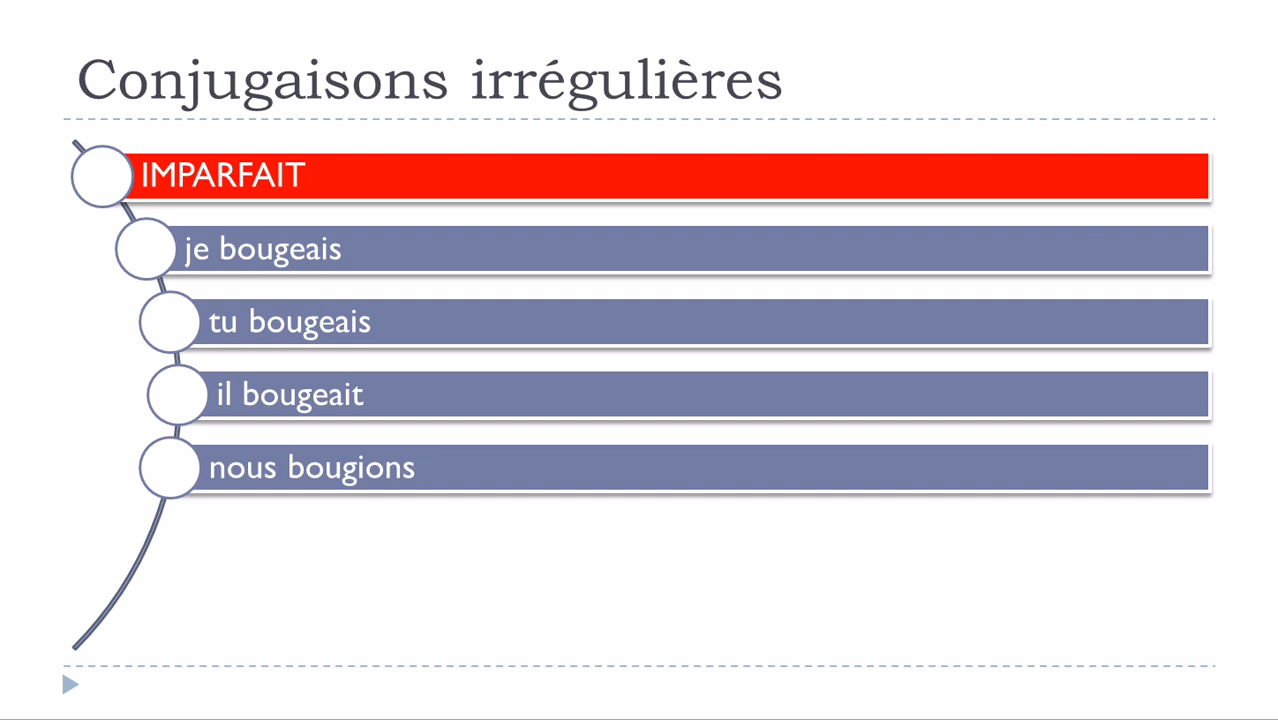 Conjugaisons irrégulières
IMPARFAIT
je bougeais
tu bougeais
il bougeait
nous bougions